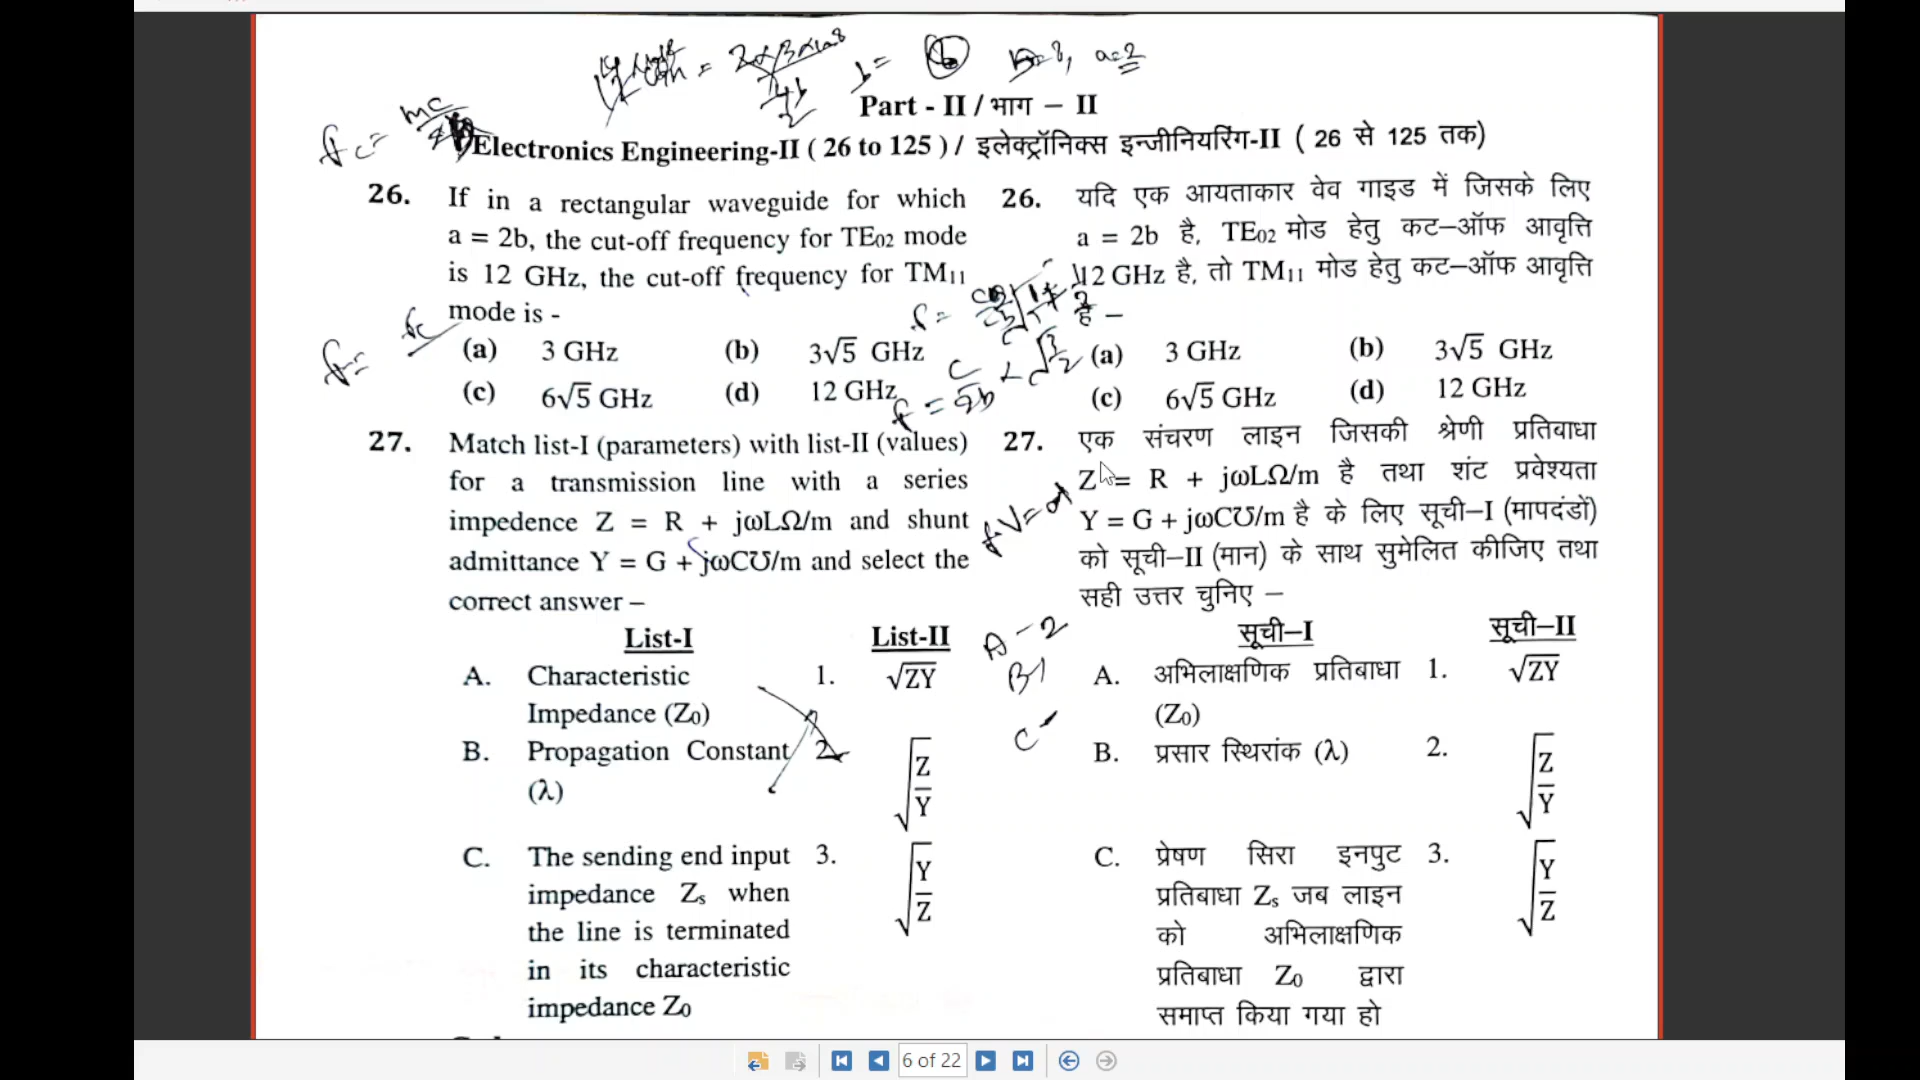 b = 8, a = 2
Part - II / भाग – II
fc = mc
Electronics Engineering-II ( 26 to 125 ) / इलेक्ट्रॉनिक्स इन्जीनियरिंग-II ( 26 से 125 तक)
26. If in a rectangular waveguide for which
a = 2b, the cut-off frequency for TE02 mode
is 12 GHz, the cut-off frequency for TM11
mode is -
(a) 3 GHz (b) 3√5 GHz
(c) 6√5 GHz (d) 12 GHz
27. Match list-I (parameters) with list-II (values)
for a transmission line with a series
impedence Z = R + jωLΩ/m and shunt
admittance Y = G + jωC℧/m and select the
correct answer –
List-I List-II
A. Characteristic 1. √ZY
Impedance (Z0)
B. Propagation Constant 2. √Z/Y
(λ)
C. The sending end input 3. √Y/Z
impedance Zs when
the line is terminated
in its characteristic
impedance Z0
A - 2
B 1
C -
26. यदि एक आयताकार वेव गाइड में जिसके लिए
a = 2b है, TE02 मोड हेतु कट–ऑफ आवृत्ति
12 GHz है, तो TM11 मोड हेतु कट–ऑफ आवृत्ति
है –
(a) 3 GHz (b) 3√5 GHz
(c) 6√5 GHz (d) 12 GHz
27. एक संचरण लाइन जिसकी श्रेणी प्रतिबाधा
Z = R + jωLΩ/m है तथा शंट प्रवेश्यता
Y = G + jωC℧/m है के लिए सूची–I (मापदंडों)
को सूची–II (मान) के साथ सुमेलित कीजिए तथा
सही उत्तर चुनिए –
सूची–I सूची–II
A. अभिलाक्षणिक प्रतिबाधा 1. √ZY
(Z0)
B. प्रसार स्थिरांक (λ) 2. √Z/Y
C. प्रेषण सिरा इनपुट 3. √Y/Z
प्रतिबाधा Zs जब लाइन
को अभिलाक्षणिक
प्रतिबाधा Z0 द्वारा
समाप्त किया गया हो
6 of 22